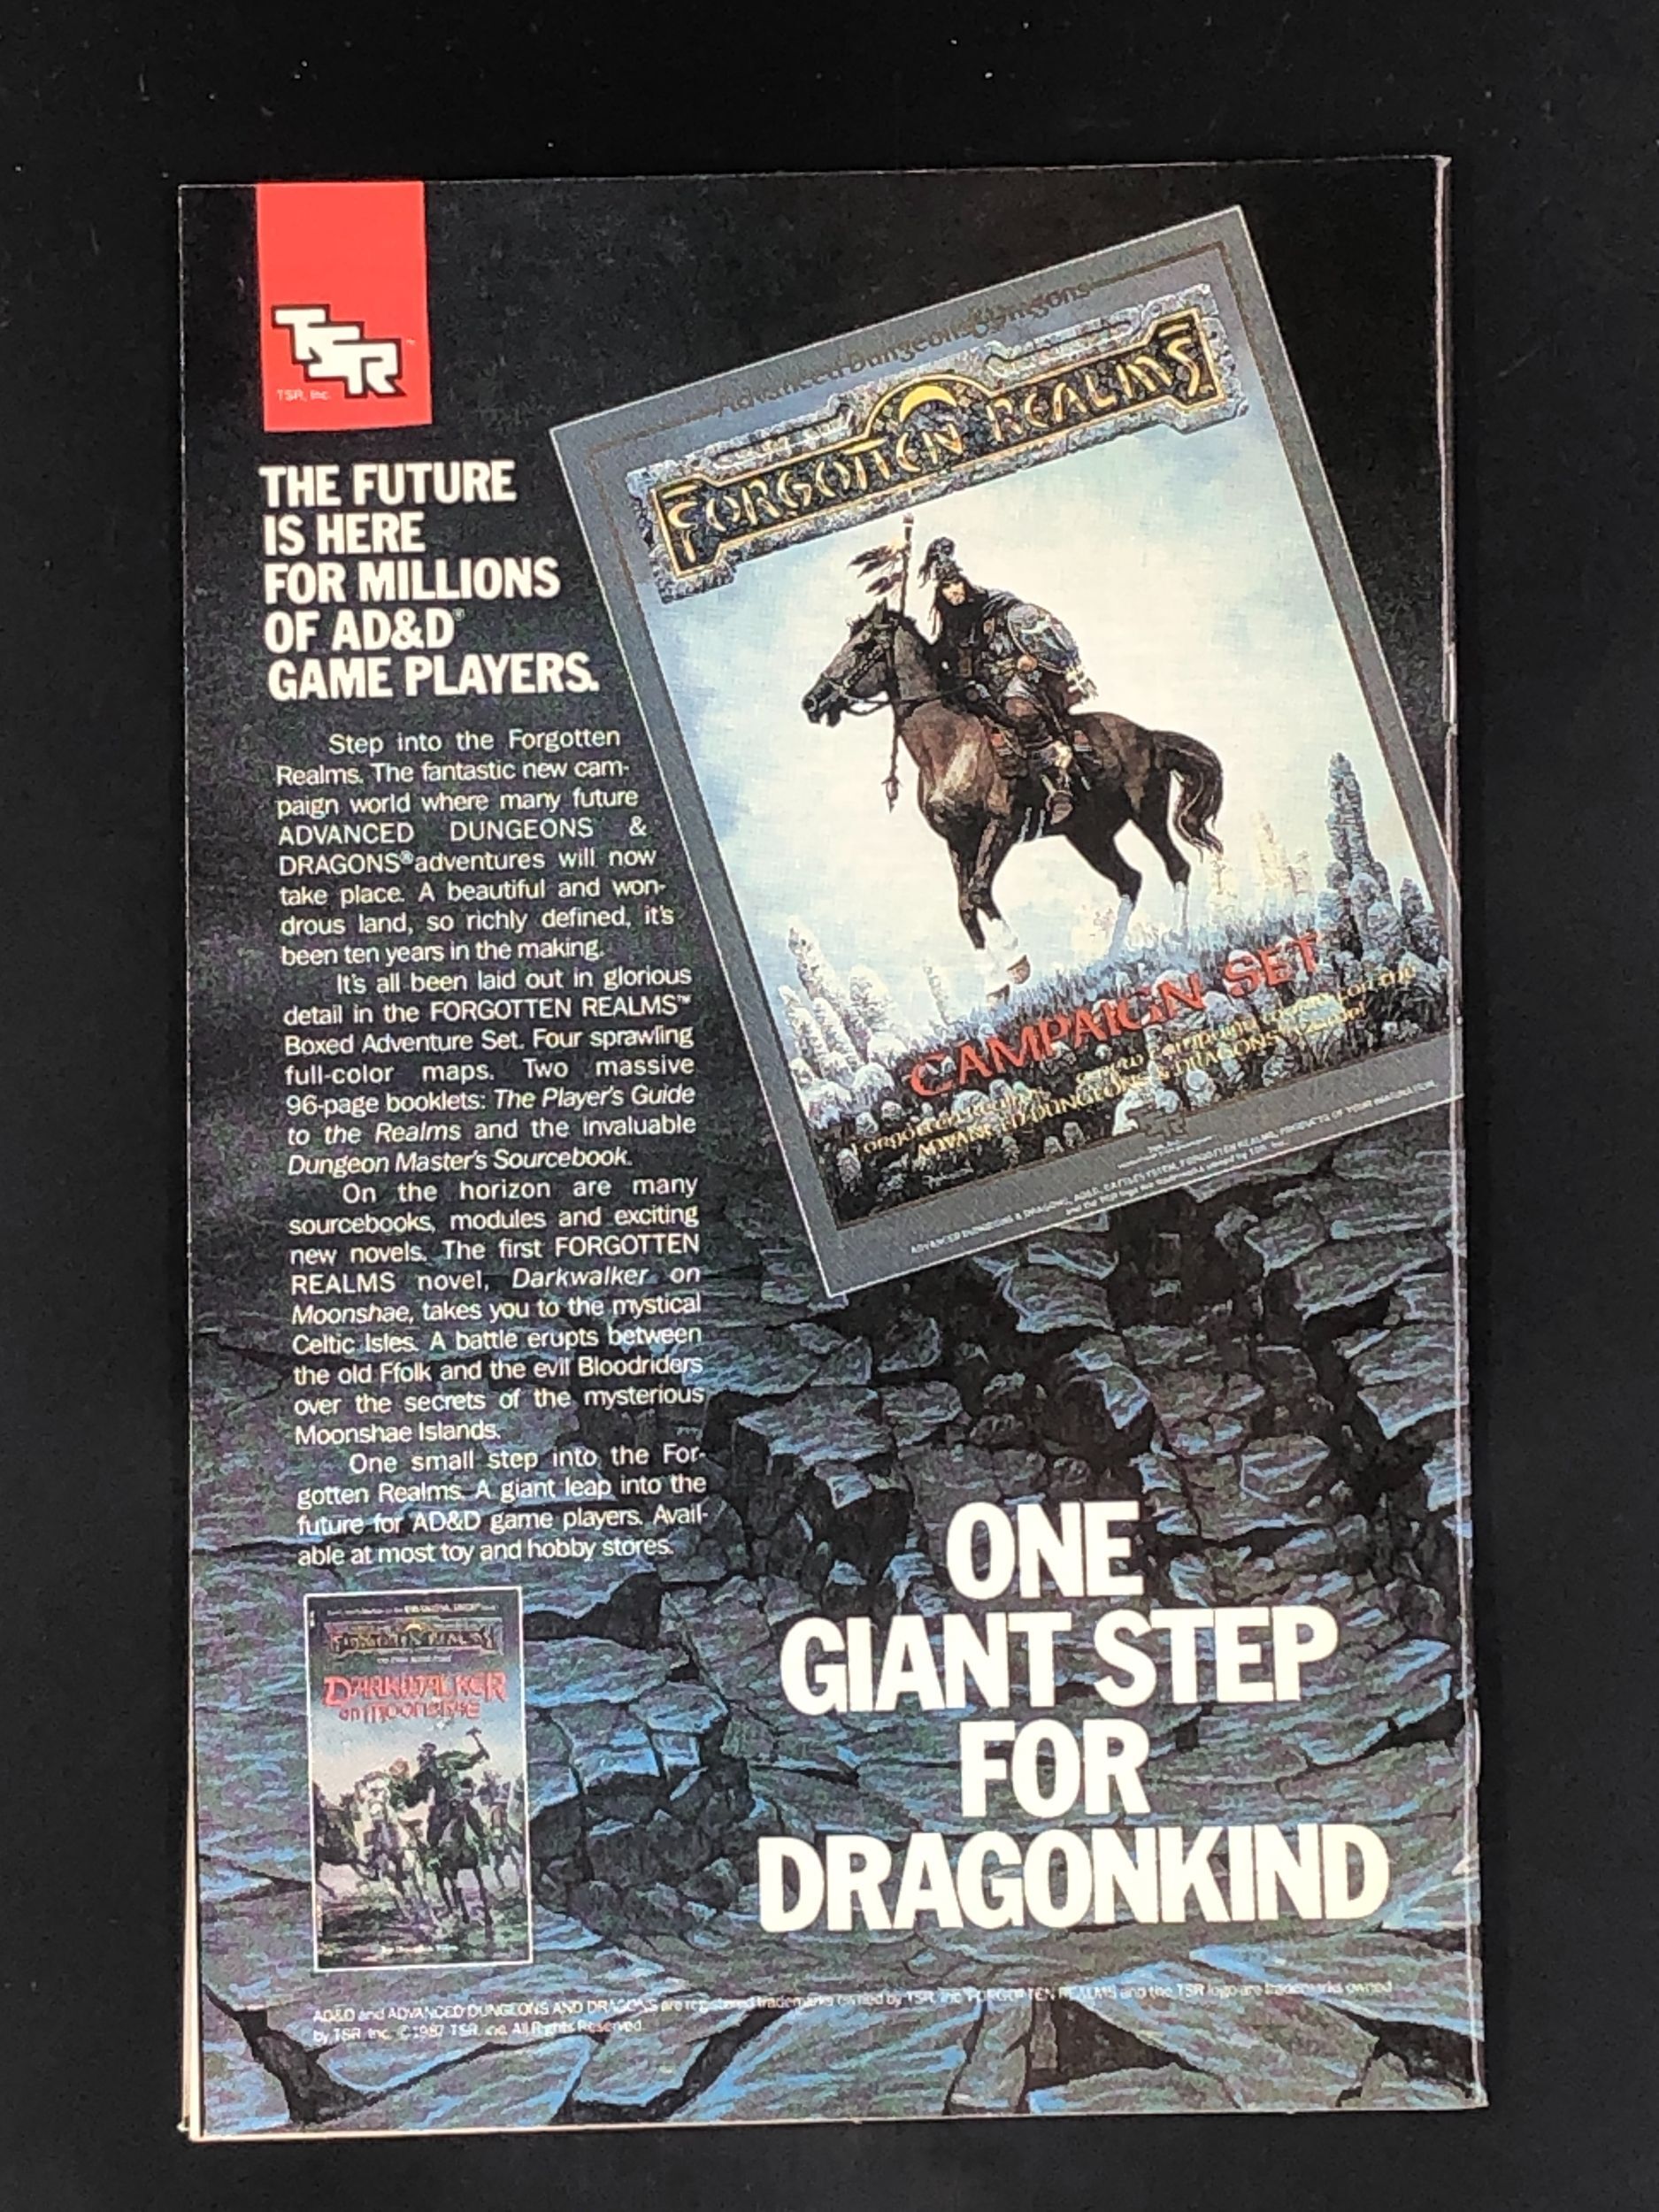 TSR
TSR, Inc.
THE FUTURE
IS HERE
FOR MILLIONS
OF AD&D®
GAME PLAYERS.
Step into the Forgotten
Realms. The fantastic new cam-
paign world where many future
ADVANCED DUNGEONS &
DRAGONS® adventures will now
take place. A beautiful and won-
drous land, so richly defined, it's
been ten years in the making.
It's all been laid out in glorious
detail in the FORGOTTEN REALMS™
Boxed Adventure Set. Four sprawling
full-color maps. Two massive
96-page booklets: The Player's Guide
to the Realms and the invaluable
Dungeon Master's Sourcebook.
On the horizon are many
sourcebooks, modules and exciting
new novels. The first FORGOTTEN
REALMS novel, Darkwalker on
Moonshae, takes you to the mystical
Celtic Isles. A battle erupts between
the old Ffolk and the evil Bloodriders
over the secrets of the mysterious
Moonshae Islands.
One small step into the For-
gotten Realms. A giant leap into the
future for AD&D game players. Avail-
able at most toy and hobby stores.
Advanced Dungeons & Dragons
FORGOTTEN REALMS
CAMPAIGN SET
ADVANCED DUNGEONS & DRAGONS
FORGOTTEN REALMS
DARKWALKER
on MOONSHAE
ONE
GIANT STEP
FOR
DRAGONKIND
AD&D and ADVANCED DUNGEONS AND DRAGONS are registered trademarks owned by TSR, Inc. FORGOTTEN REALMS and the TSR logo are trademarks owned
by TSR, Inc. ©1987 TSR, Inc. All Rights Reserved.